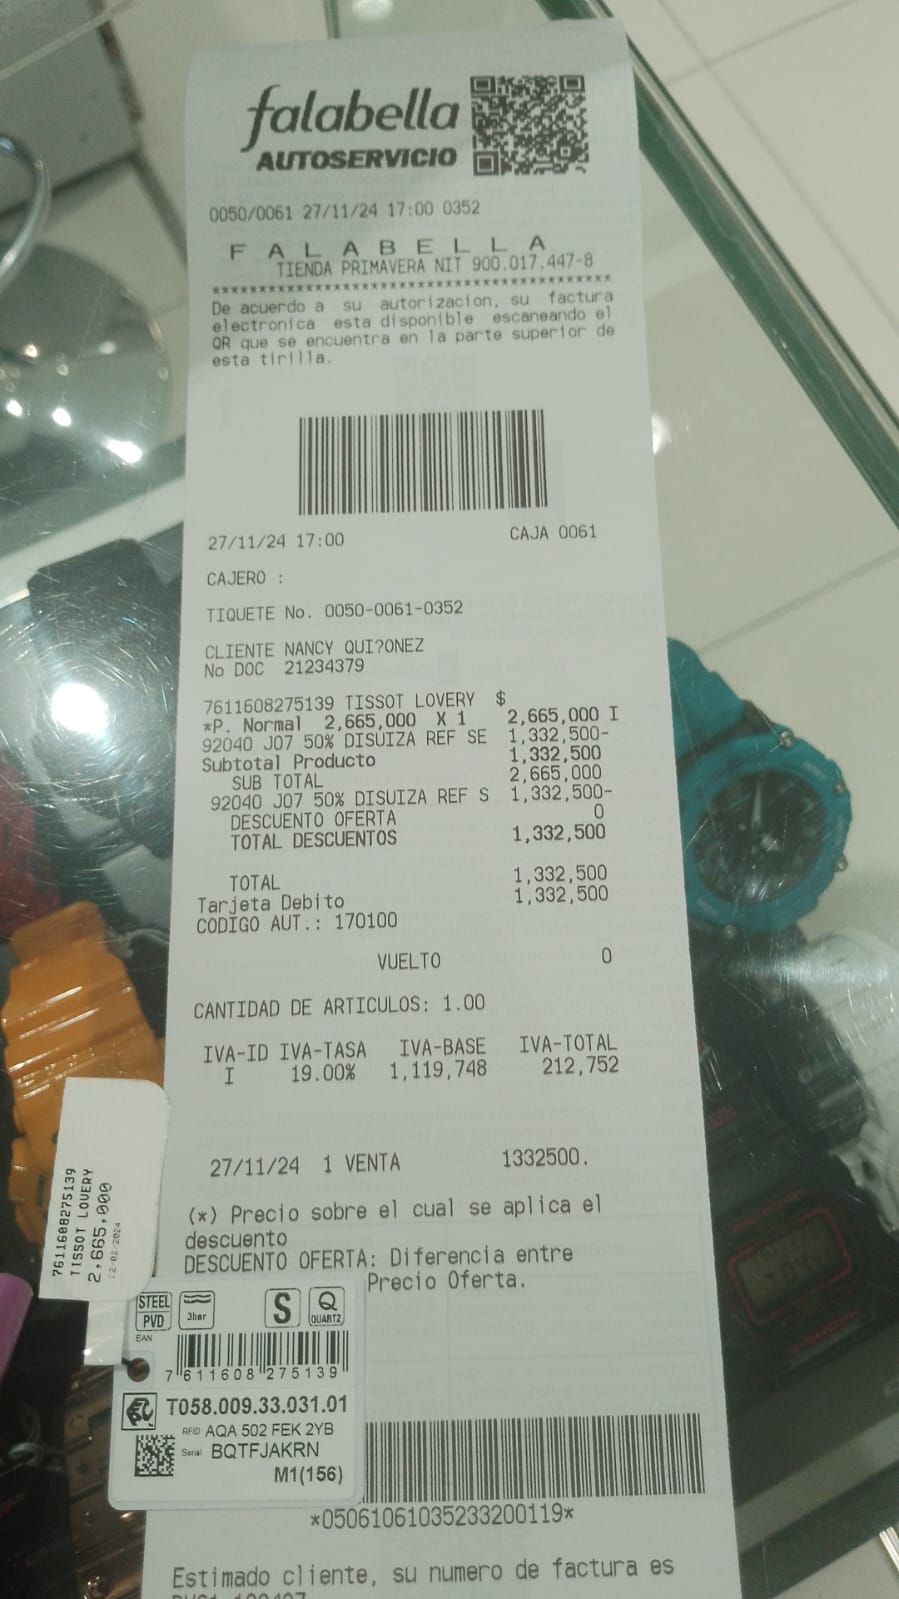 falabella
AUTOSERVICIO
0050/0061 27/11/24 17:00 0352
F A L A B E L L A
TIENDA PRIMAVERA NIT 900.017.447-8
******************************************
De acuerdo a su autorizacion, su factura
electronica esta disponible escaneando el
QR que se encuentra en la parte superior de
esta tirilla.
27/11/24 17:00 CAJA 0061
CAJERO :
TIQUETE No. 0050-0061-0352
CLIENTE NANCY QUI?ONEZ
No DOC 21234379
7611608275139 TISSOT LOVERY $
*P. Normal 2,665,000 X 1 2,665,000 I
92040 J07 50% DISUIZA REF SE 1,332,500-
Subtotal Producto 1,332,500
SUB TOTAL 2,665,000
92040 J07 50% DISUIZA REF S 1,332,500-
DESCUENTO OFERTA 0
TOTAL DESCUENTOS 1,332,500
TOTAL 1,332,500
Tarjeta Debito 1,332,500
CODIGO AUT.: 170100
VUELTO 0
CANTIDAD DE ARTICULOS: 1.00
IVA-ID IVA-TASA IVA-BASE IVA-TOTAL
I 19.00% 1,119,748 212,752
27/11/24 1 VENTA 1332500.
(*) Precio sobre el cual se aplica el
descuento
DESCUENTO OFERTA: Diferencia entre
Precio Oferta.
7611608275139
TISSOT LOVERY
2,665,000
STEEL
PVD
3bar
S
Q
QUARTZ
EAN
7 611608 275139
T058.009.33.031.01
RFID AQA 502 FEK 2YB
Serial BQTFJAKRN
M1(156)
*05061061035233200119*
Estimado cliente, su numero de factura es